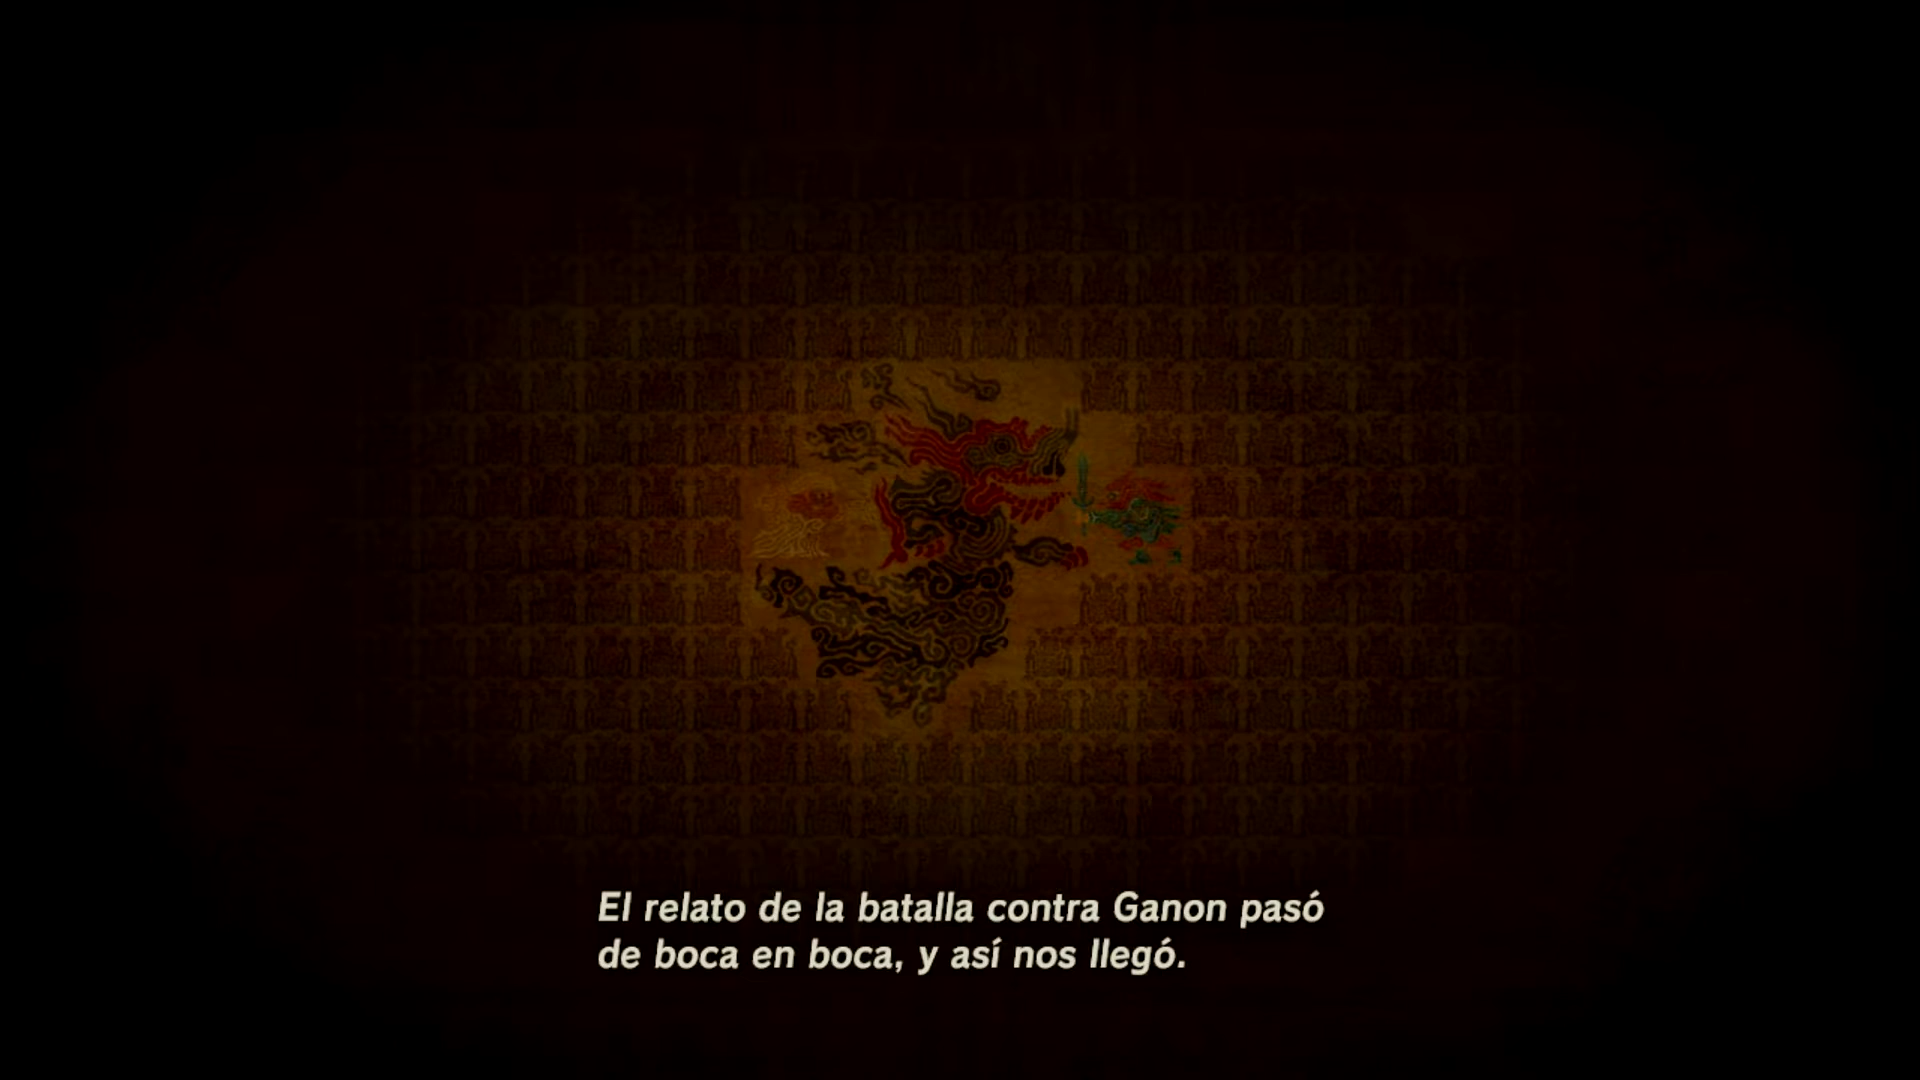 El relato de la batalla contra Ganon pasó
de boca en boca, y así nos llegó.